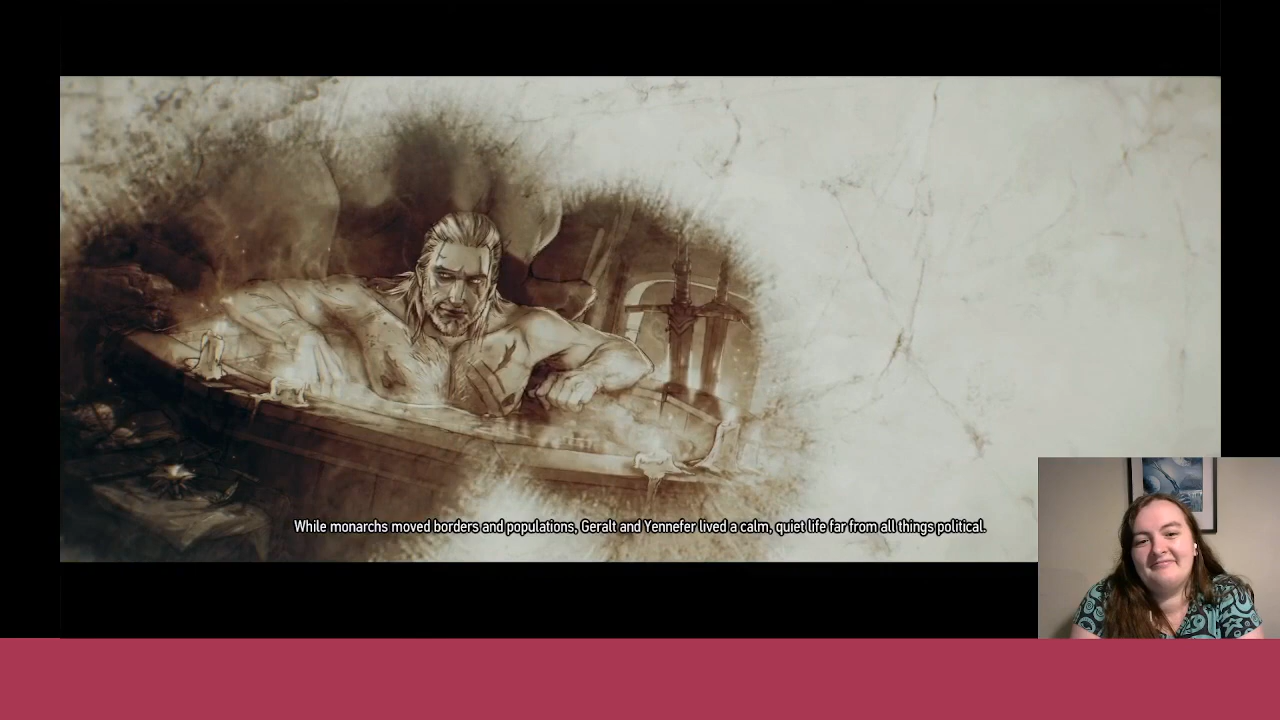 While monarchs moved borders and populations, Geralt and Yennefer lived a calm, quiet life far from all things political.